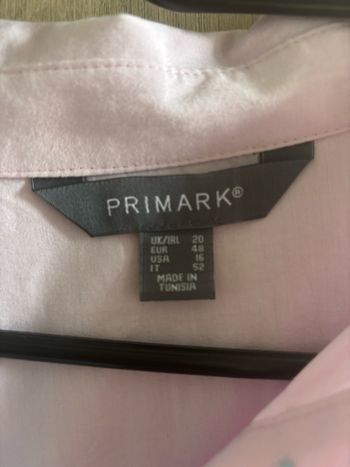 PRIMARK®
UK/IRL 20
EUR 48
USA 16
IT 52
MADE IN
TUNISIA